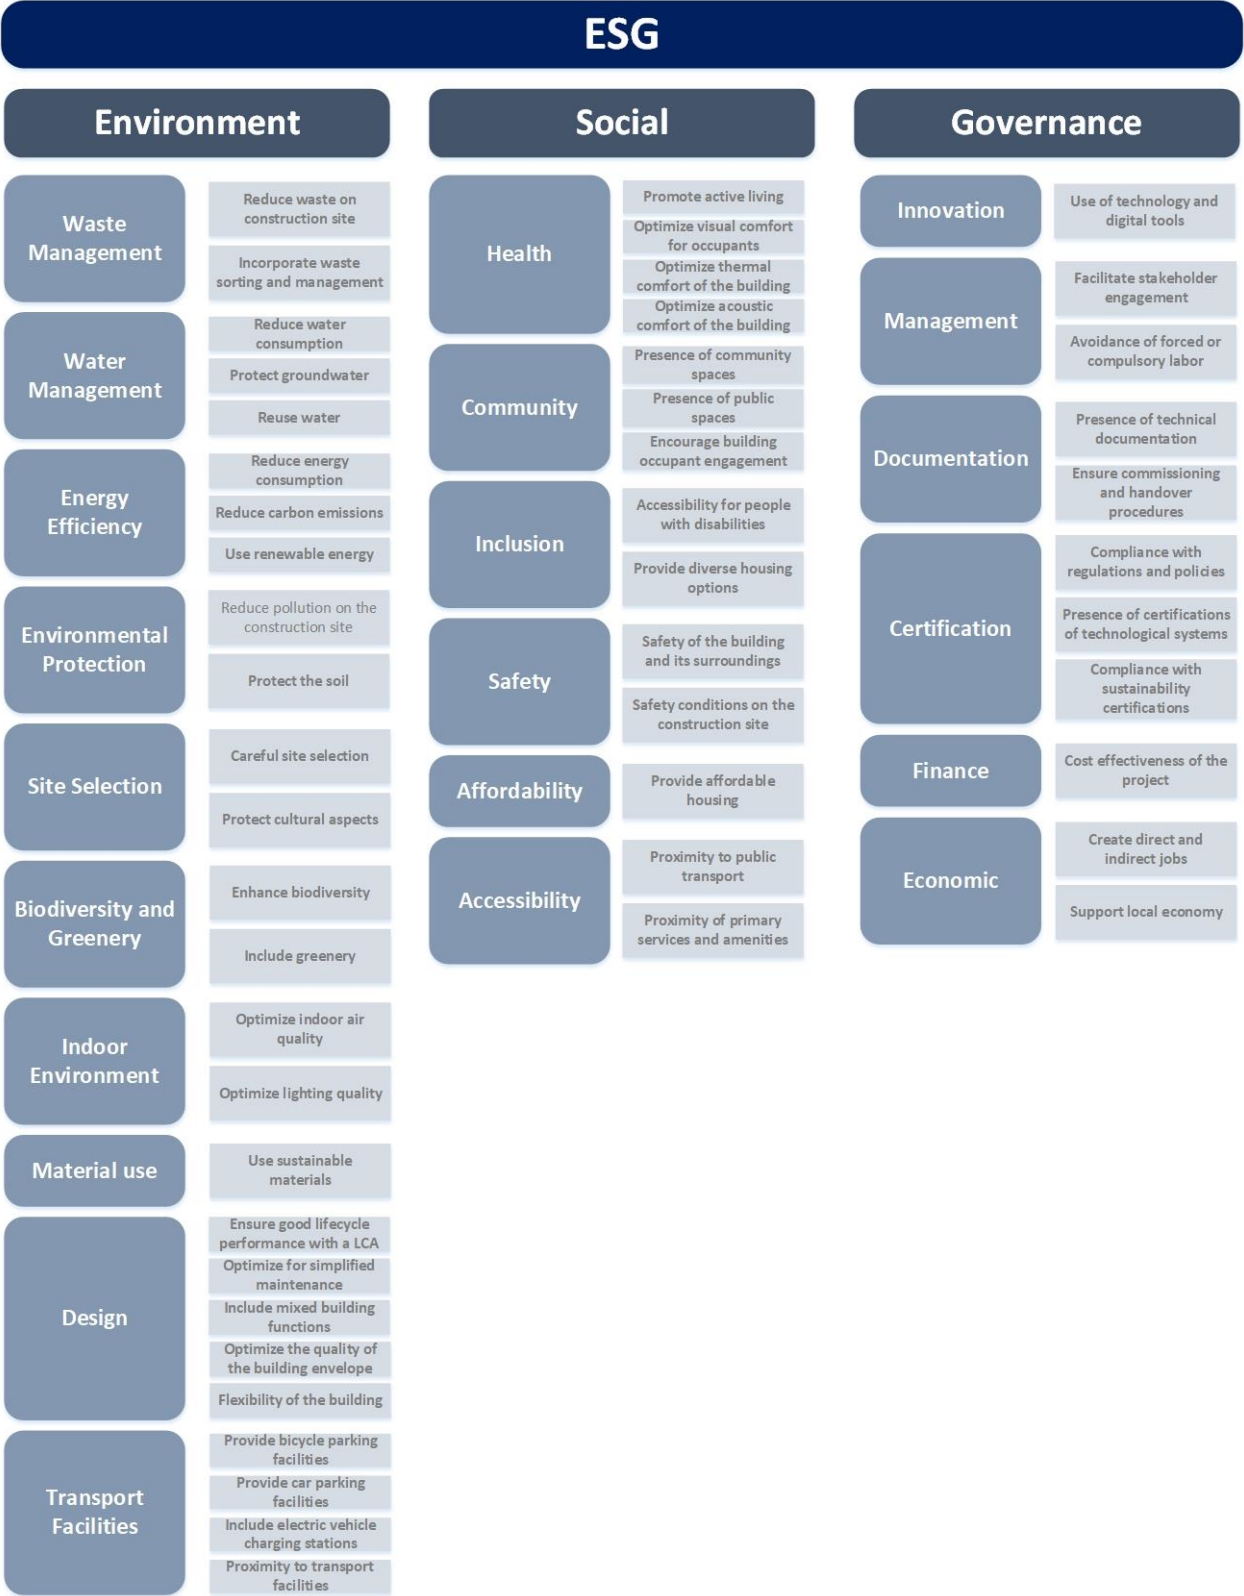 ESG
Environment
Waste
Management
Reduce waste on
construction site
Incorporate waste
sorting and management
Water
Management
Reduce water
consumption
Protect groundwater
Reuse water
Energy
Efficiency
Reduce energy
consumption
Reduce carbon emissions
Use renewable energy
Environmental
Protection
Reduce pollution on the
construction site
Protect the soil
Site Selection
Careful site selection
Protect cultural aspects
Biodiversity and
Greenery
Enhance biodiversity
Include greenery
Indoor
Environment
Optimize indoor air
quality
Optimize lighting quality
Material use
Use sustainable
materials
Design
Ensure good lifecycle
performance with a LCA
Optimize for simplified
maintenance
Include mixed building
functions
Optimize the quality of
the building envelope
Flexibility of the building
Transport
Facilities
Provide bicycle parking
facilities
Provide car parking
facilities
Include electric vehicle
charging stations
Proximity to transport
facilities
Social
Health
Promote active living
Optimize visual comfort
for occupants
Optimize thermal
comfort of the building
Optimize acoustic
comfort of the building
Community
Presence of community
spaces
Presence of public
spaces
Encourage building
occupant engagement
Inclusion
Accessibility for people
with disabilities
Provide diverse housing
options
Safety
Safety of the building
and its surroundings
Safety conditions on the
construction site
Affordability
Provide affordable
housing
Accessibility
Proximity to public
transport
Proximity of primary
services and amenities
Governance
Innovation
Use of technology and
digital tools
Management
Facilitate stakeholder
engagement
Avoidance of forced or
compulsory labor
Documentation
Presence of technical
documentation
Ensure commissioning
and handover
procedures
Certification
Compliance with
regulations and policies
Presence of certifications
of technological systems
Compliance with
sustainability
certifications
Finance
Cost effectiveness of the
project
Economic
Create direct and
indirect jobs
Support local economy